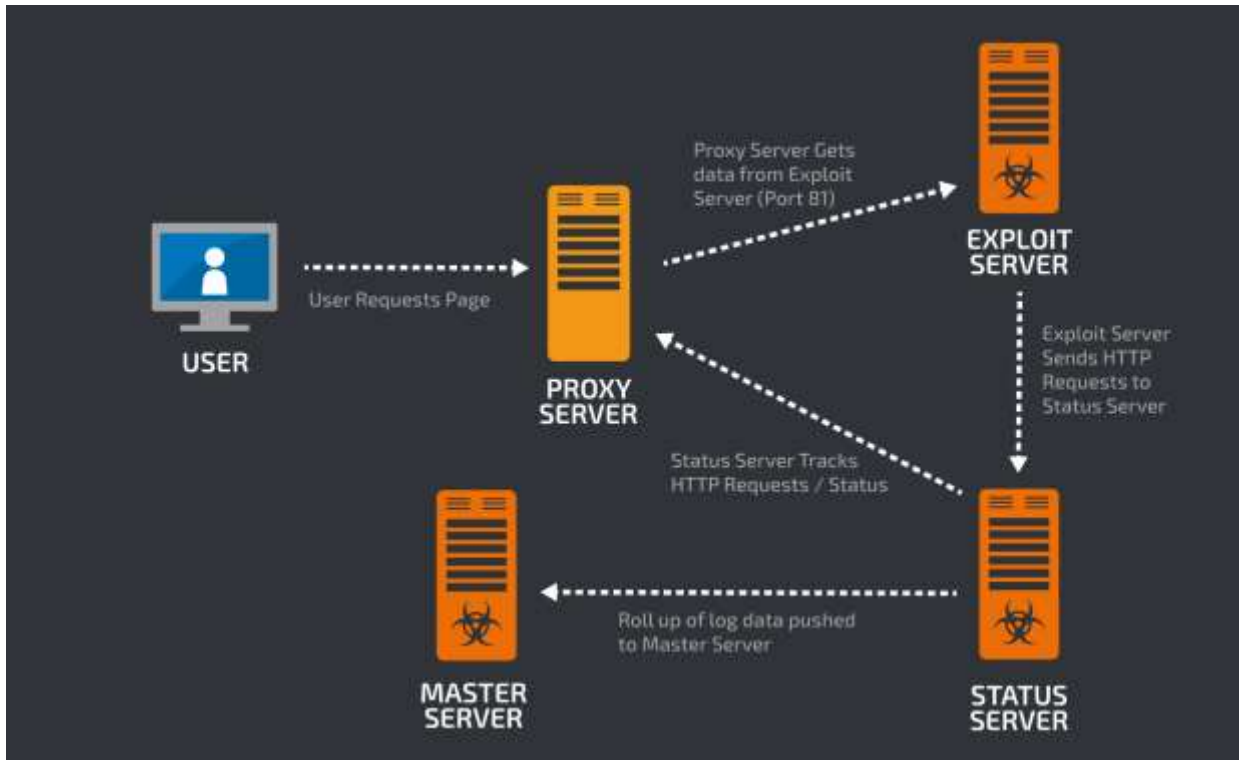 Proxy Server Gets
data from Exploit
Server (Port 81)
EXPLOIT
SERVER
User Requests Page
USER
PROXY
SERVER
Exploit Server
Sends HTTP
Requests to
Status Server
Status Server Tracks
HTTP Requests / Status
Roll up of log data pushed
to Master Server
MASTER
SERVER
STATUS
SERVER